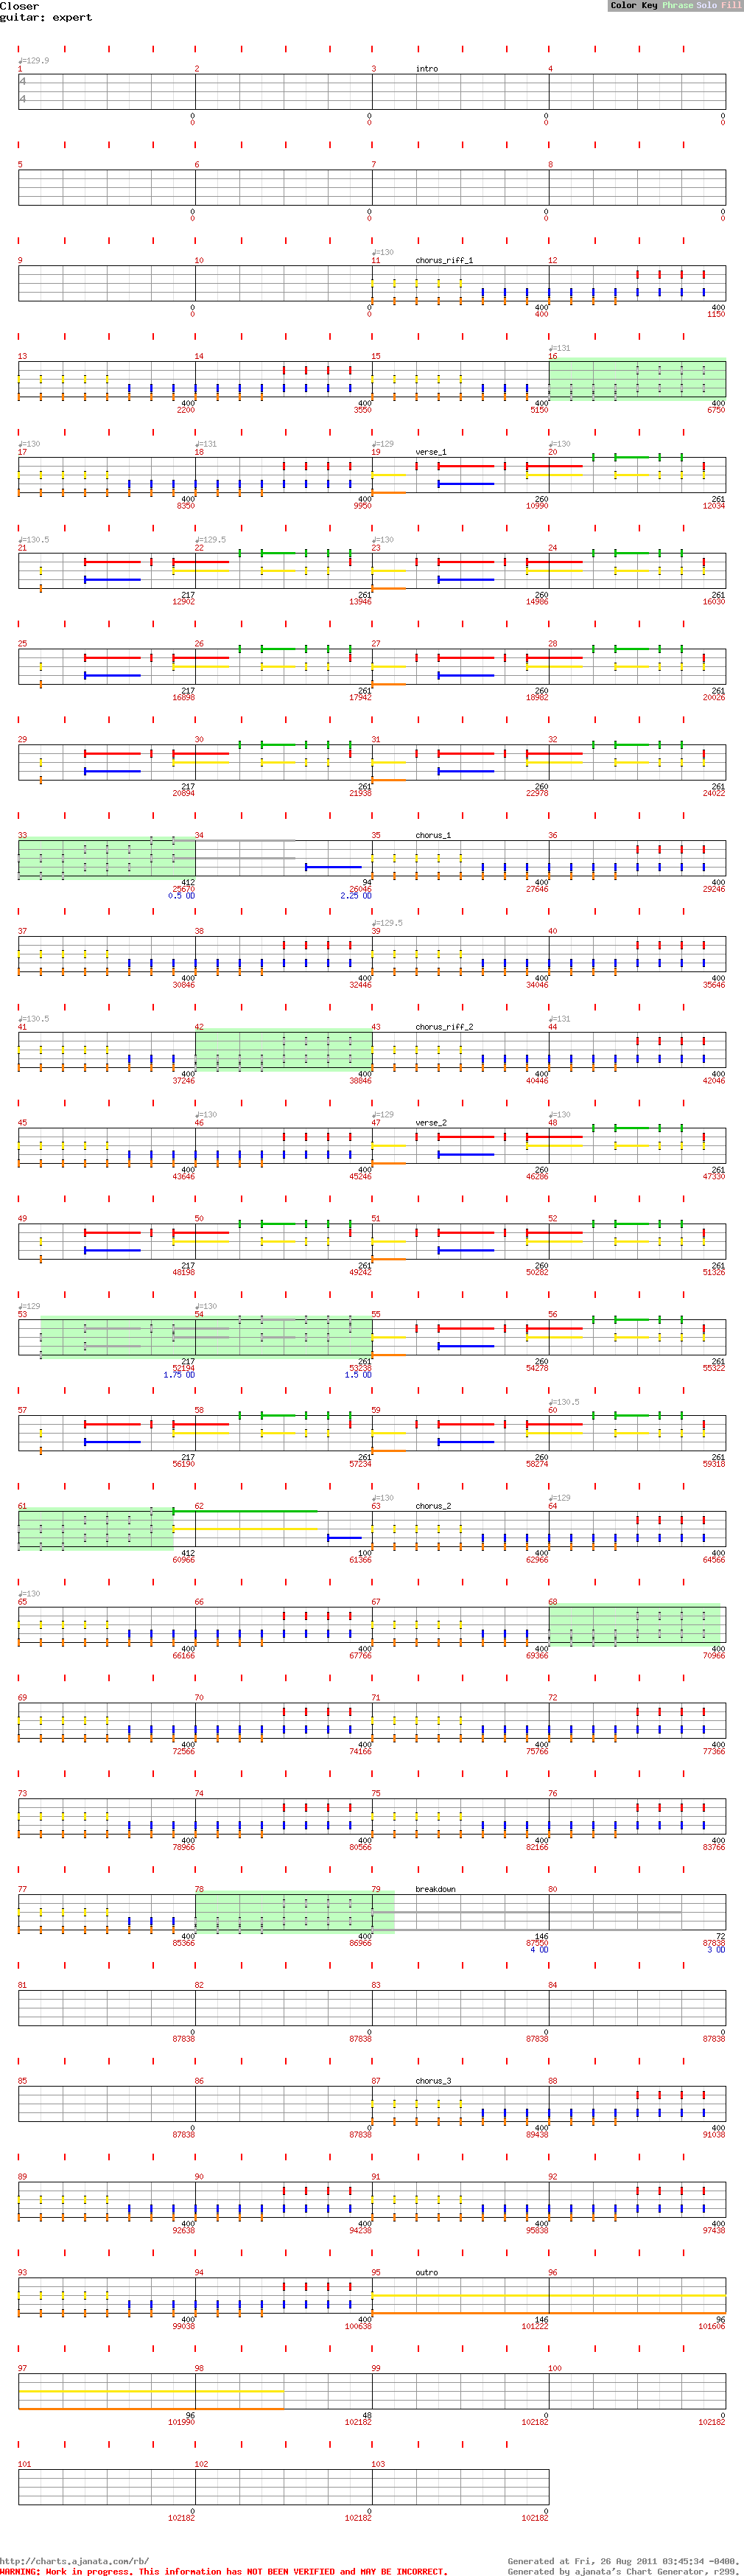 Closer
guitar: expert
Color Key Phrase Solo Fill
♩=129.9
1 2 3 intro 4
4
4
0 0 0 0
0 0 0 0
5 6 7 8
0 0 0 0
0 0 0 0
♩=130
9 10 11 chorus_riff_1 12
0 0 400 400
0 0 400 1150
♩=131
13 14 15 16
400 400 400 400
2200 3550 5150 6750
♩=130 ♩=131 ♩=129 ♩=130
17 18 19 verse_1 20
400 400 260 261
8350 9950 10990 12034
♩=130.5 ♩=129.5 ♩=130
21 22 23 24
217 261 260 261
12902 13946 14986 16030
25 26 27 28
217 261 260 261
16898 17942 18982 20026
29 30 31 32
217 261 260 261
20894 21938 22978 24022
33 34 35 chorus_1 36
412 94 400 400
25670 26046 27646 29246
0.5 OD 2.25 OD
♩=129.5
37 38 39 40
400 400 400 400
30846 32446 34046 35646
♩=130.5 ♩=131
41 42 43 chorus_riff_2 44
400 400 400 400
37246 38846 40446 42046
♩=130 ♩=129 ♩=130
45 46 47 verse_2 48
400 400 260 261
43646 45246 46286 47330
49 50 51 52
217 261 260 261
48198 49242 50282 51326
♩=129 ♩=130
53 54 55 56
217 261 260 261
52194 53238 54278 55322
1.75 OD 1.5 OD
♩=130.5
57 58 59 60
217 261 260 261
56190 57234 58274 59318
♩=130 ♩=129
61 62 63 chorus_2 64
412 100 400 400
60966 61366 62966 64566
♩=130
65 66 67 68
400 400 400 400
66166 67766 69366 70966
69 70 71 72
400 400 400 400
72566 74166 75766 77366
73 74 75 76
400 400 400 400
78966 80566 82166 83766
77 78 79 breakdown 80
400 400 146 72
85366 86966 87550 87838
4 OD 3 OD
81 82 83 84
0 0 0 0
87838 87838 87838 87838
85 86 87 chorus_3 88
0 0 400 400
87838 87838 89438 91038
89 90 91 92
400 400 400 400
92638 94238 95838 97438
93 94 95 outro 96
400 400 146 96
99038 100638 101222 101606
97 98 99 100
96 48 0 0
101990 102182 102182 102182
101 102 103
0 0 0
102182 102182 102182
http://charts.ajanata.com/rb/ Generated at Fri, 26 Aug 2011 03:45:34 -0400.
WARNING: Work in progress. This information has NOT BEEN VERIFIED and MAY BE INCORRECT. Generated by ajanata's Chart Generator, r299.